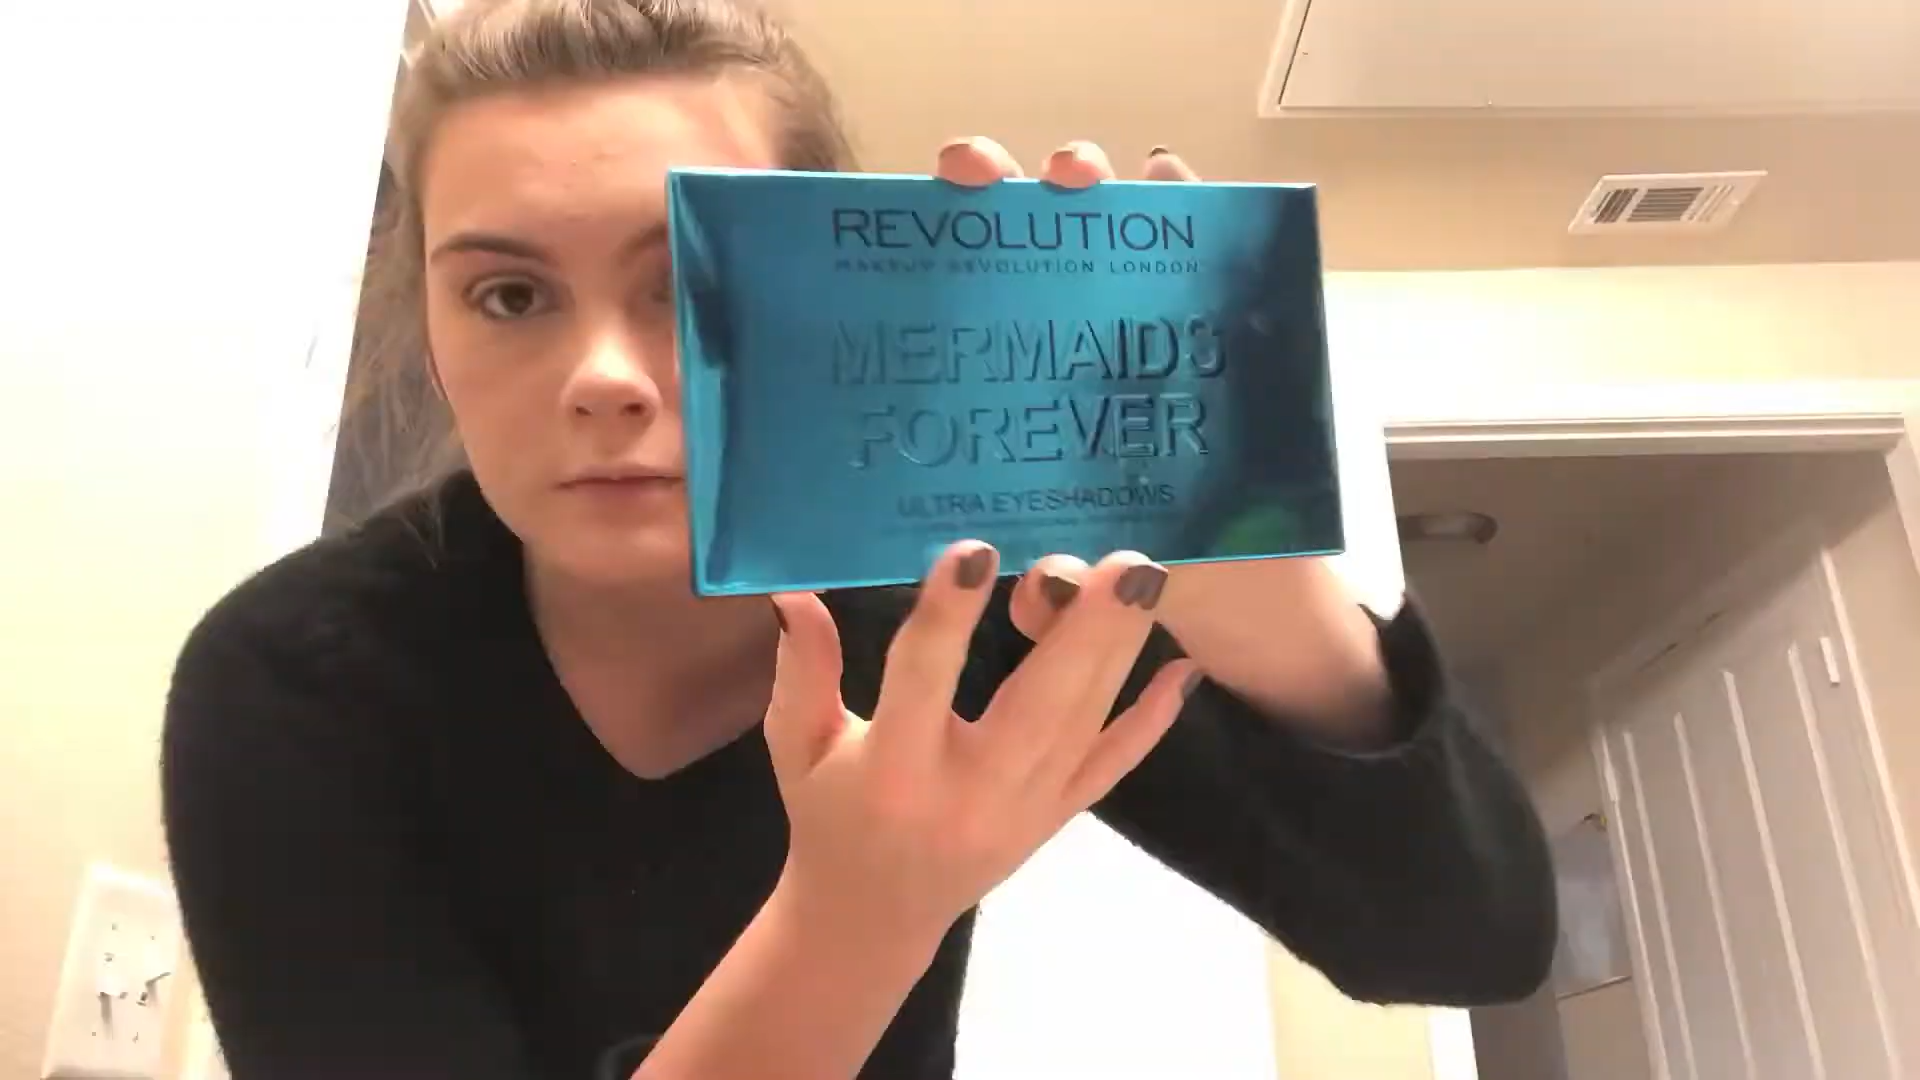 REVOLUTION
MAKEUP REVOLUTION LONDON
MERMAIDS
FOREVER
ULTRA EYESHADOWS